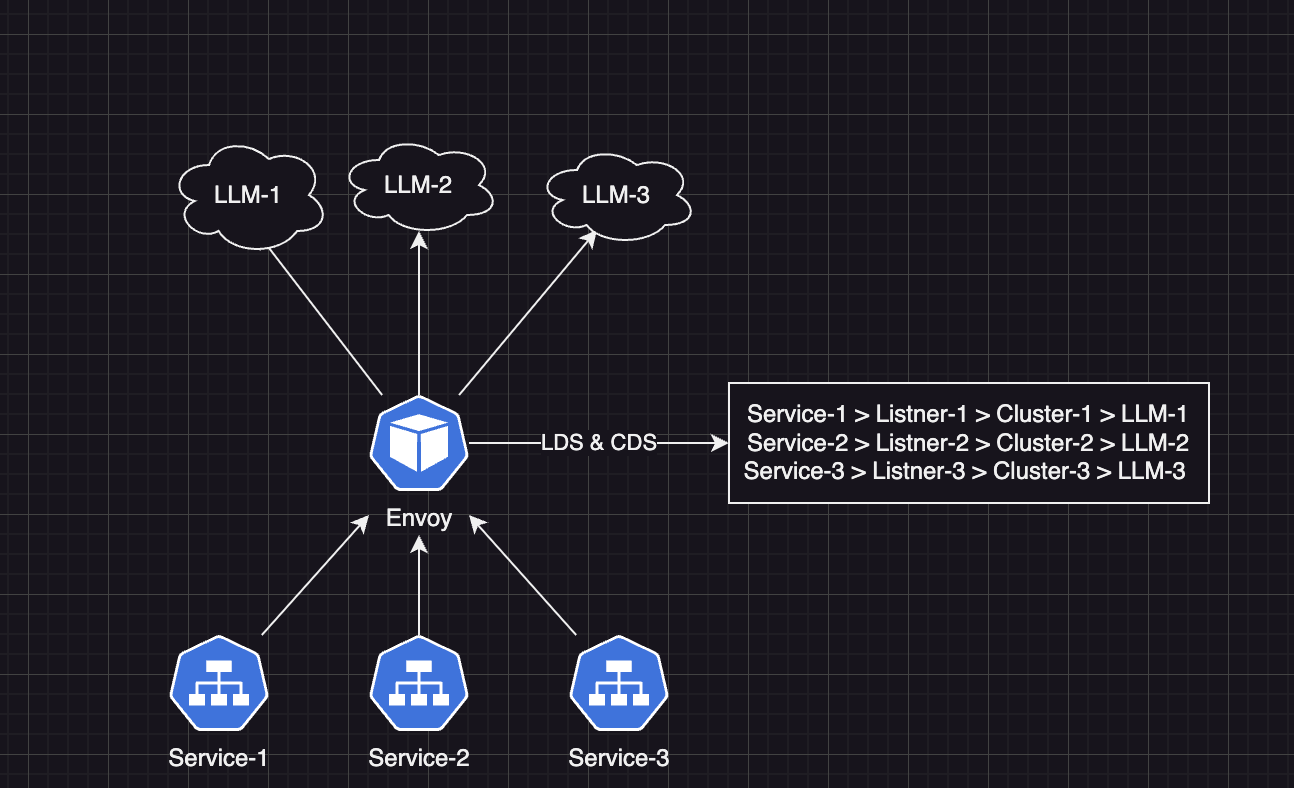 LLM-1
LLM-2
LLM-3
Service-1 > Listner-1 > Cluster-1 > LLM-1
LDS & CDS
Service-2 > Listner-2 > Cluster-2 > LLM-2
Service-3 > Listner-3 > Cluster-3 > LLM-3
Envoy
Service-1
Service-2
Service-3